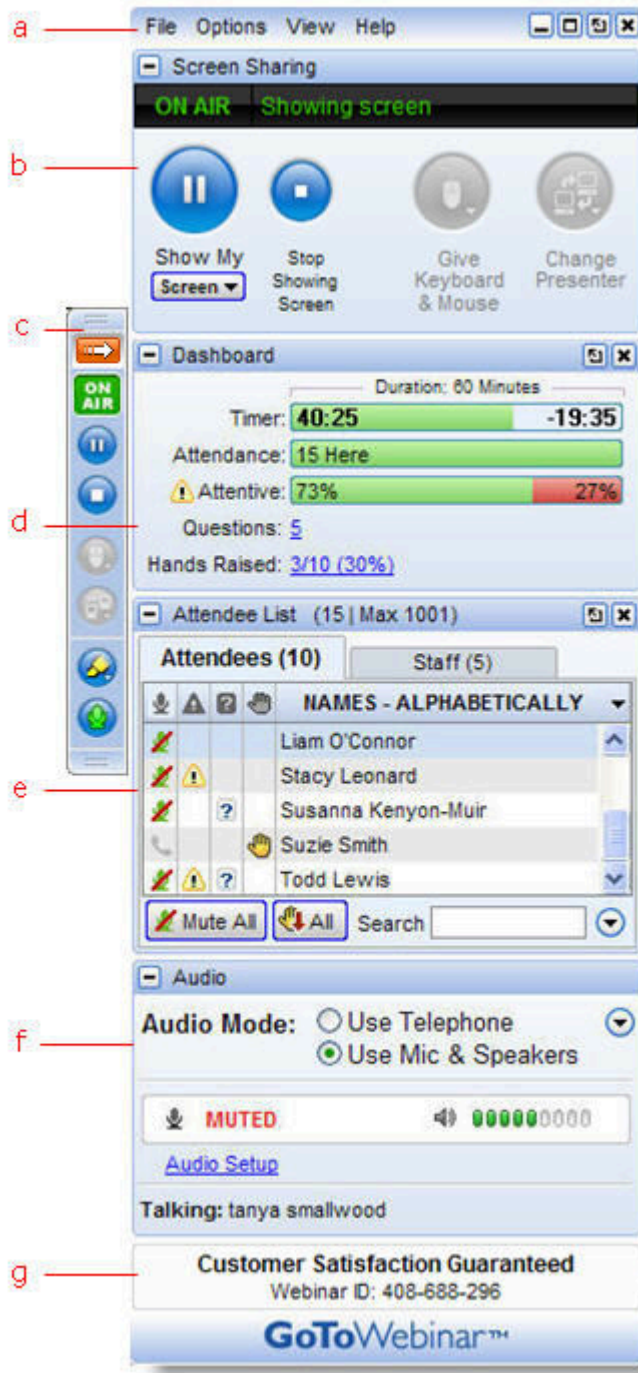 a
File Options View Help
Screen Sharing
ON AIR Showing screen
b
Show My
Screen
Stop
Showing
Screen
Give
Keyboard
& Mouse
Change
Presenter
c
ON
AIR
Dashboard
Duration: 60 Minutes
Timer: 40:25 -19:35
Attendance: 15 Here
Attentive: 73% 27%
d
Questions: 5
Hands Raised: 3/10 (30%)
Attendee List (15 | Max 1001)
Attendees (10) Staff (5)
NAMES - ALPHABETICALLY
Liam O'Connor
Stacy Leonard
e
? Susanna Kenyon-Muir
Suzie Smith
? Todd Lewis
Mute All All Search
Audio
f
Audio Mode: Use Telephone
Use Mic & Speakers
MUTED
Audio Setup
Talking: tanya smallwood
g
Customer Satisfaction Guaranteed
Webinar ID: 408-688-296
GoToWebinar™